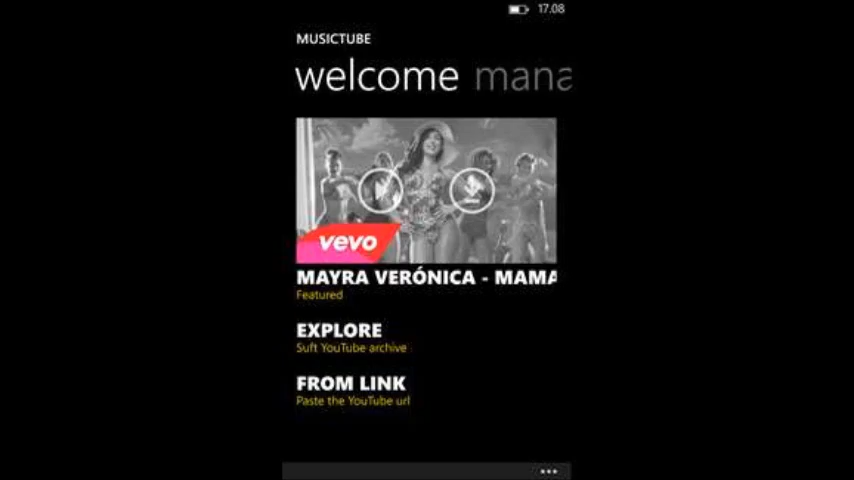 17.08
MUSICTUBE
welcome mana
vevo
MAYRA VERÓNICA - MAMA
Featured
EXPLORE
Suft YouTube archive
FROM LINK
Paste the YouTube url